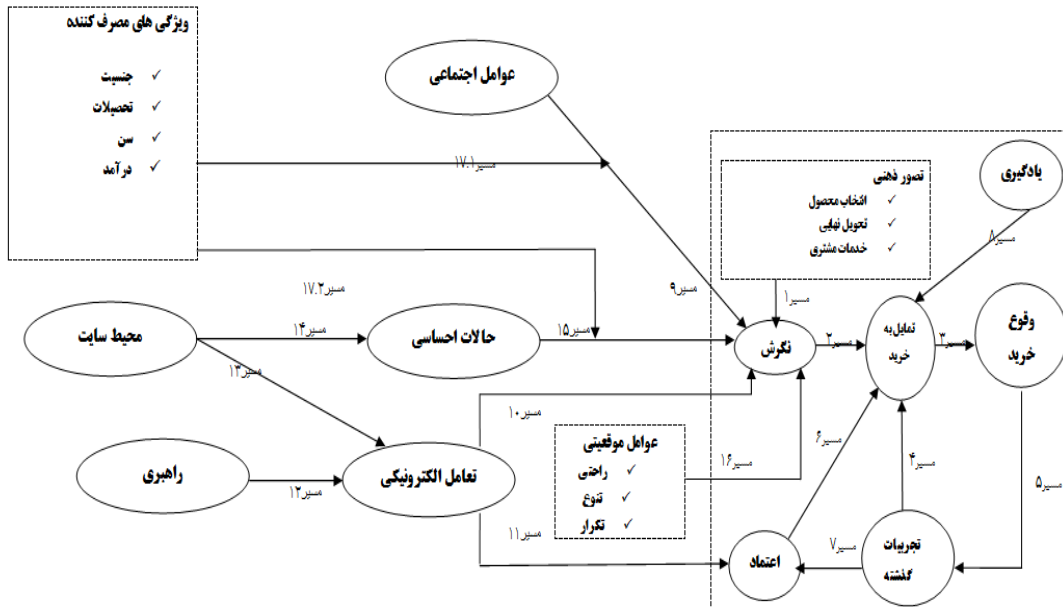 ویژگی های مصرف کننده
✓ جنسیت
✓ تحصیلات
✓ سن
✓ درآمد
عوامل اجتماعی
مسیر۱۷.۱
یادگیری
تصور ذهنی
✓ انتخاب محصول
✓ تحویل نهایی
✓ خدمات مشتری
مسیر۸
مسیر۱۷.۲
مسیر۹
مسیر۱
وقوع
خرید
محیط سایت
مسیر۱۴
حالات احساسی
مسیر۱۵
نگرش
مسیر۲
تمایل به
خرید
مسیر۳
مسیر۱۳
مسیر۱۰
عوامل موقعیتی
✓ راحتی
✓ تنوع
✓ تکرار
مسیر۱۶
مسیر۶
مسیر۴
مسیر۵
راهبری
مسیر۱۲
تعامل الکترونیکی
مسیر۱۱
اعتماد
مسیر۷
تجربیات
گذشته